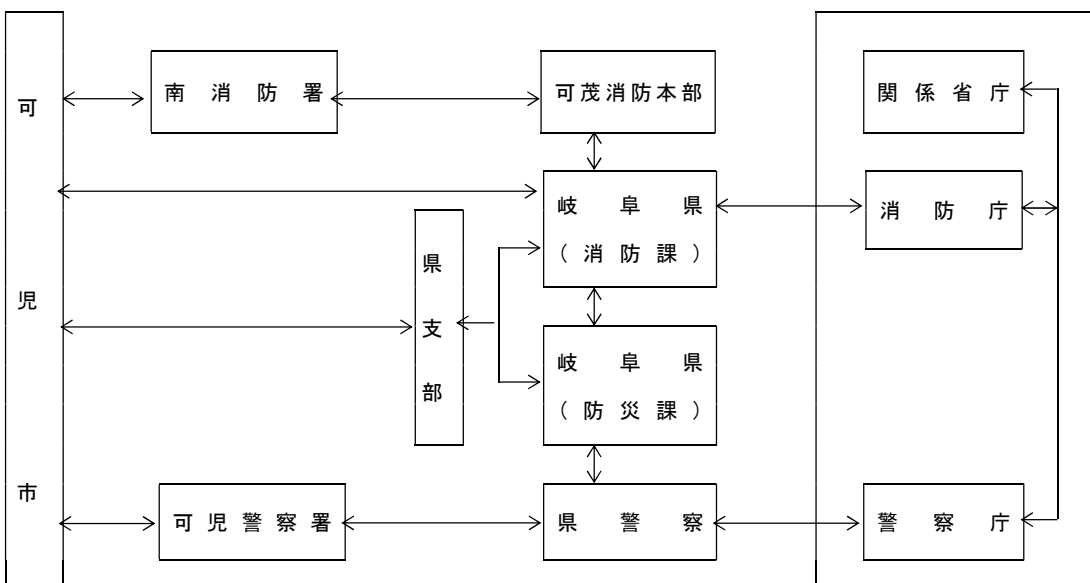 可児市
南消防署
可茂消防本部
関係省庁
岐阜県
(消防課)
消防庁
県支部
岐阜県
(防災課)
可児警察署
県警察
警察庁